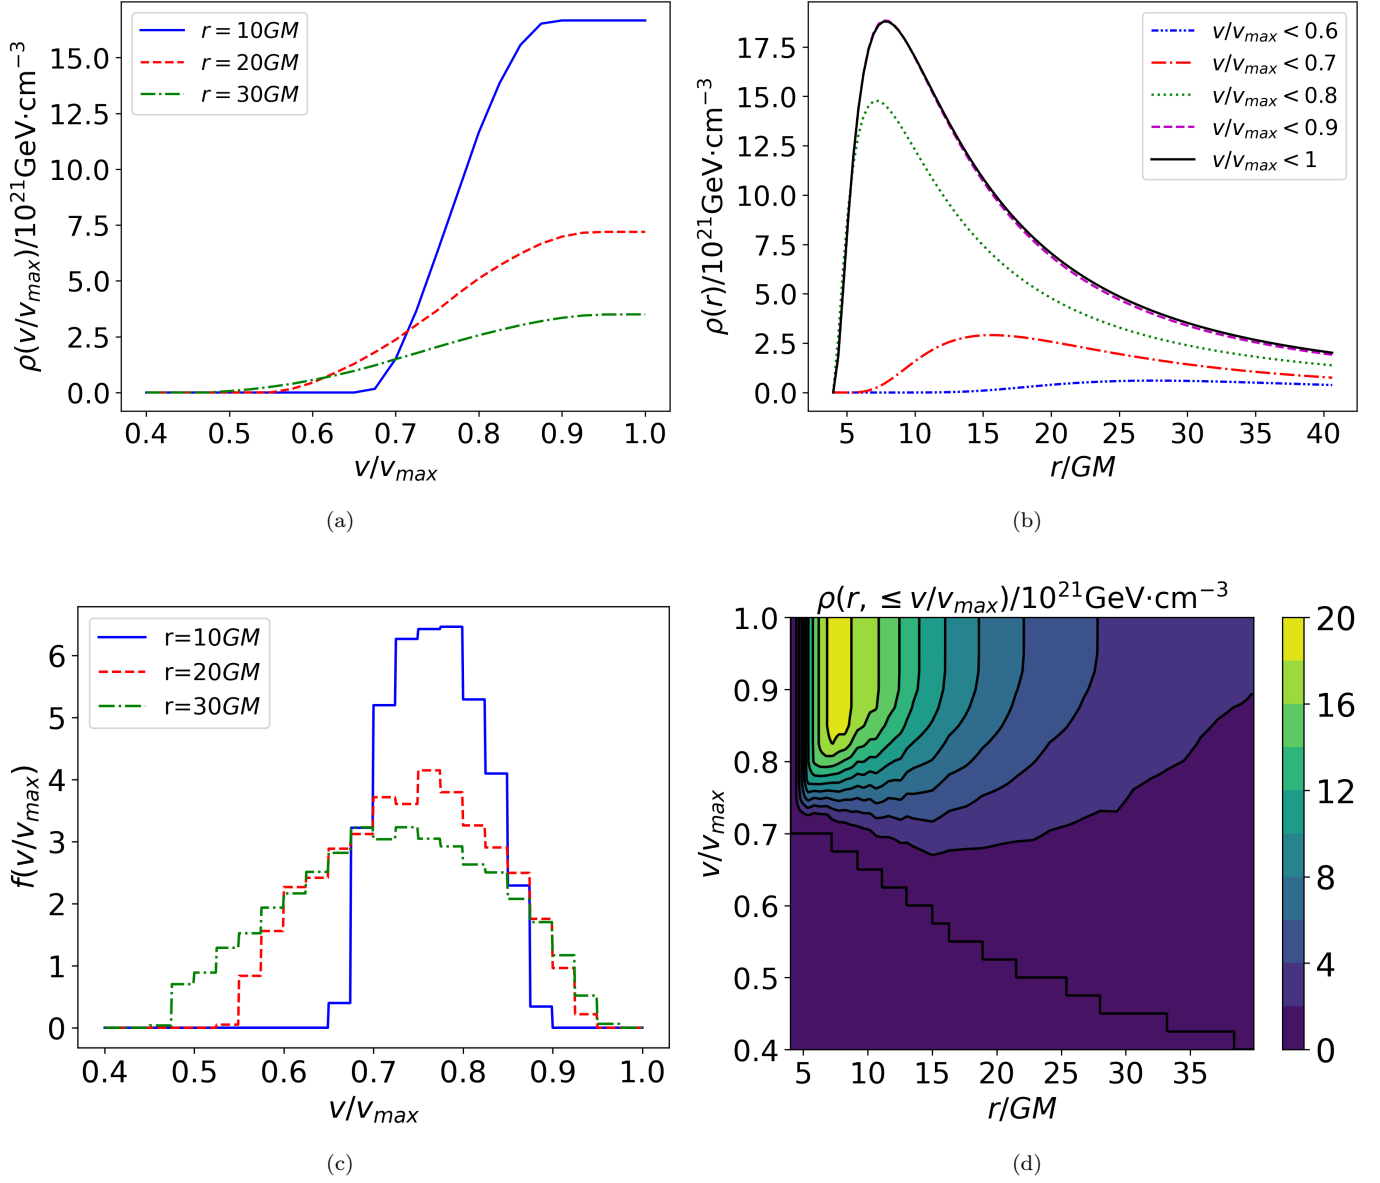 ρ(v/v_max)/10²¹GeV·cm⁻³
15.0
12.5
10.0
7.5
5.0
2.5
0.0
r = 10GM
r = 20GM
r = 30GM
0.4 0.5 0.6 0.7 0.8 0.9 1.0
v/v_max
(a)
ρ(r)/10²¹GeV·cm⁻³
17.5
15.0
12.5
10.0
7.5
5.0
2.5
0.0
v/v_max < 0.6
v/v_max < 0.7
v/v_max < 0.8
v/v_max < 0.9
v/v_max < 1
5 10 15 20 25 30 35 40
r/GM
(b)
f(v/v_max)
6
5
4
3
2
1
0
r=10GM
r=20GM
r=30GM
0.4 0.5 0.6 0.7 0.8 0.9 1.0
v/v_max
(c)
ρ(r, ≤ v/v_max)/10²¹GeV·cm⁻³
v/v_max
1.0
0.9
0.8
0.7
0.6
0.5
0.4
5 10 15 20 25 30 35
r/GM
20
16
12
8
4
0
(d)